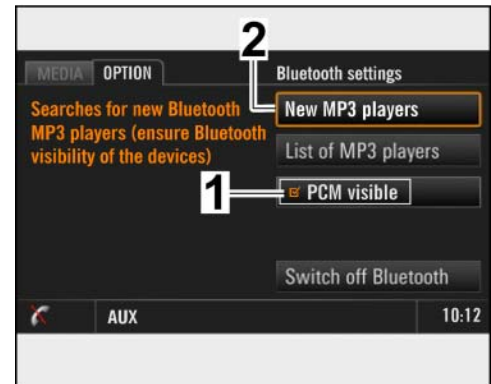 2
MEDIA OPTION
Bluetooth settings
Searches for new Bluetooth
MP3 players (ensure Bluetooth
visibility of the devices)
New MP3 players
List of MP3 players
1
PCM visible
Switch off Bluetooth
AUX
10:12